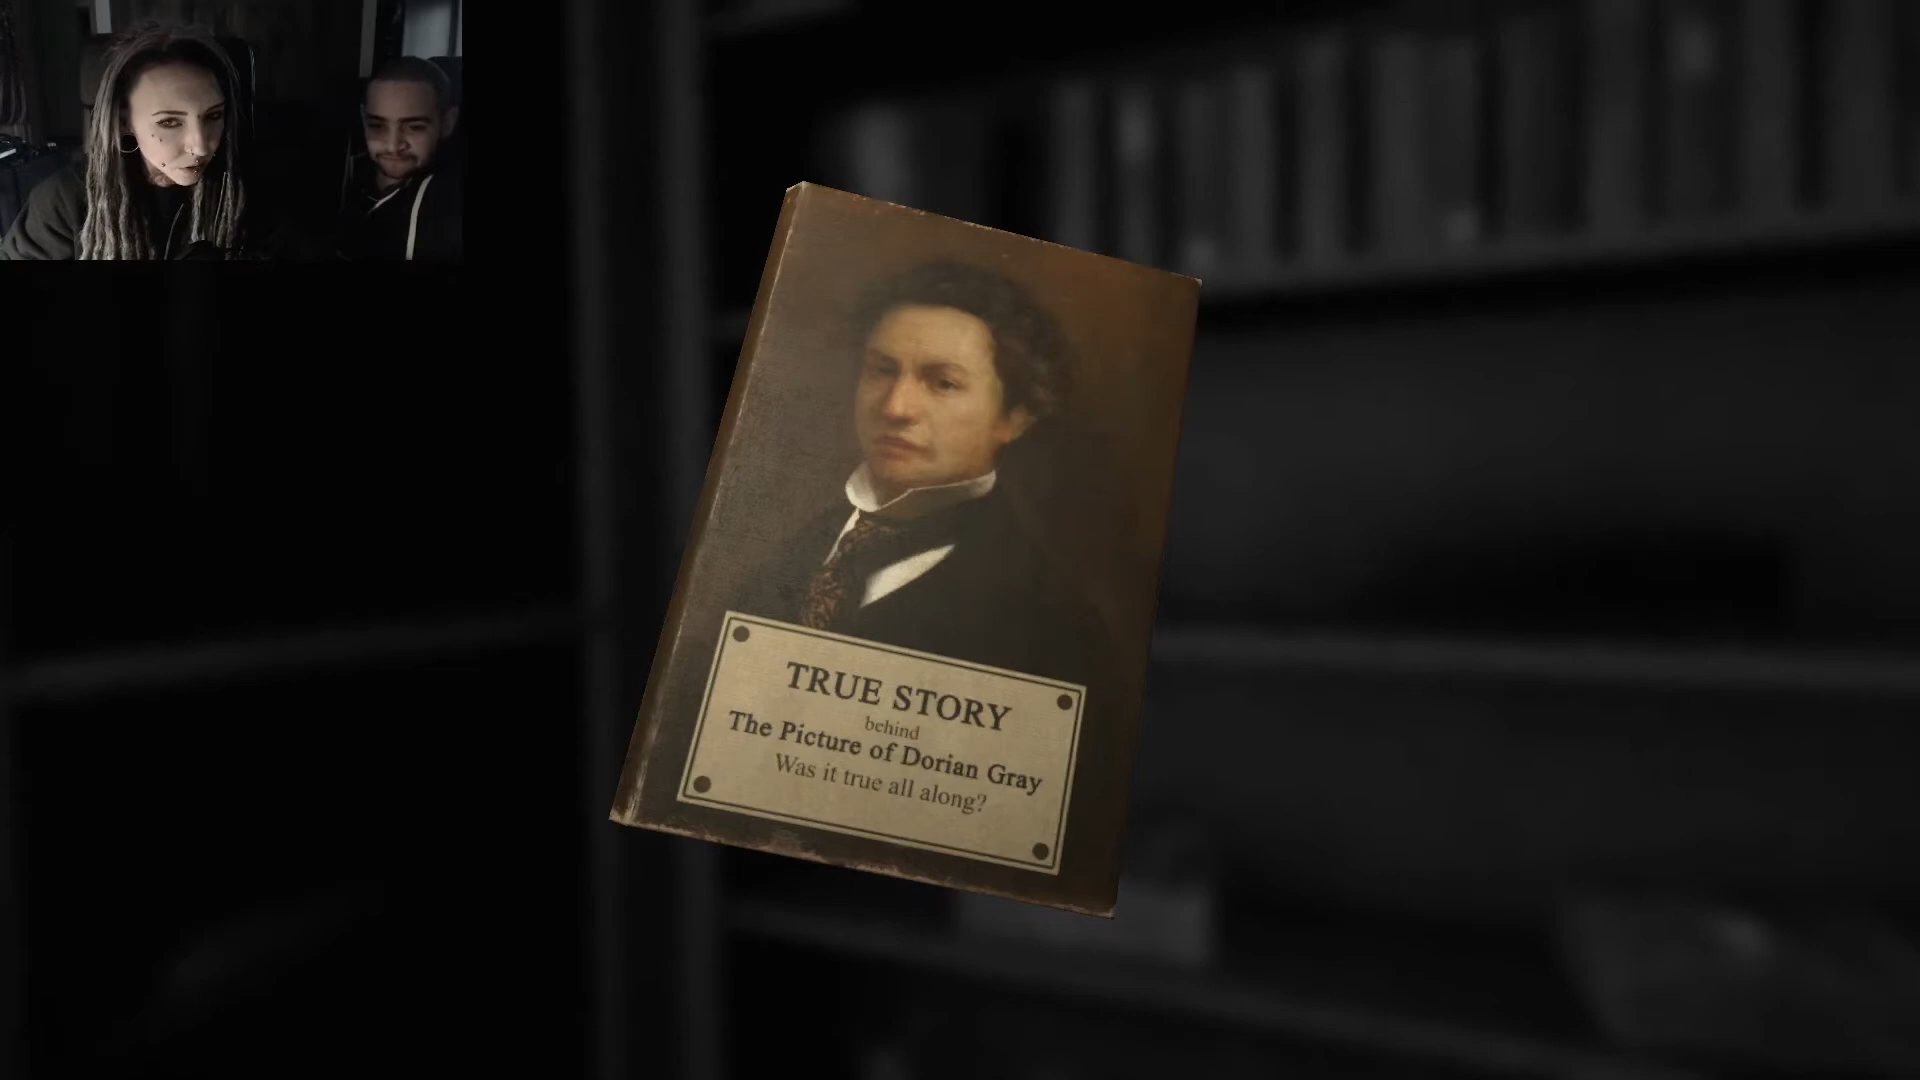 TRUE STORY
behind
The Picture of Dorian Gray
Was it true all along?